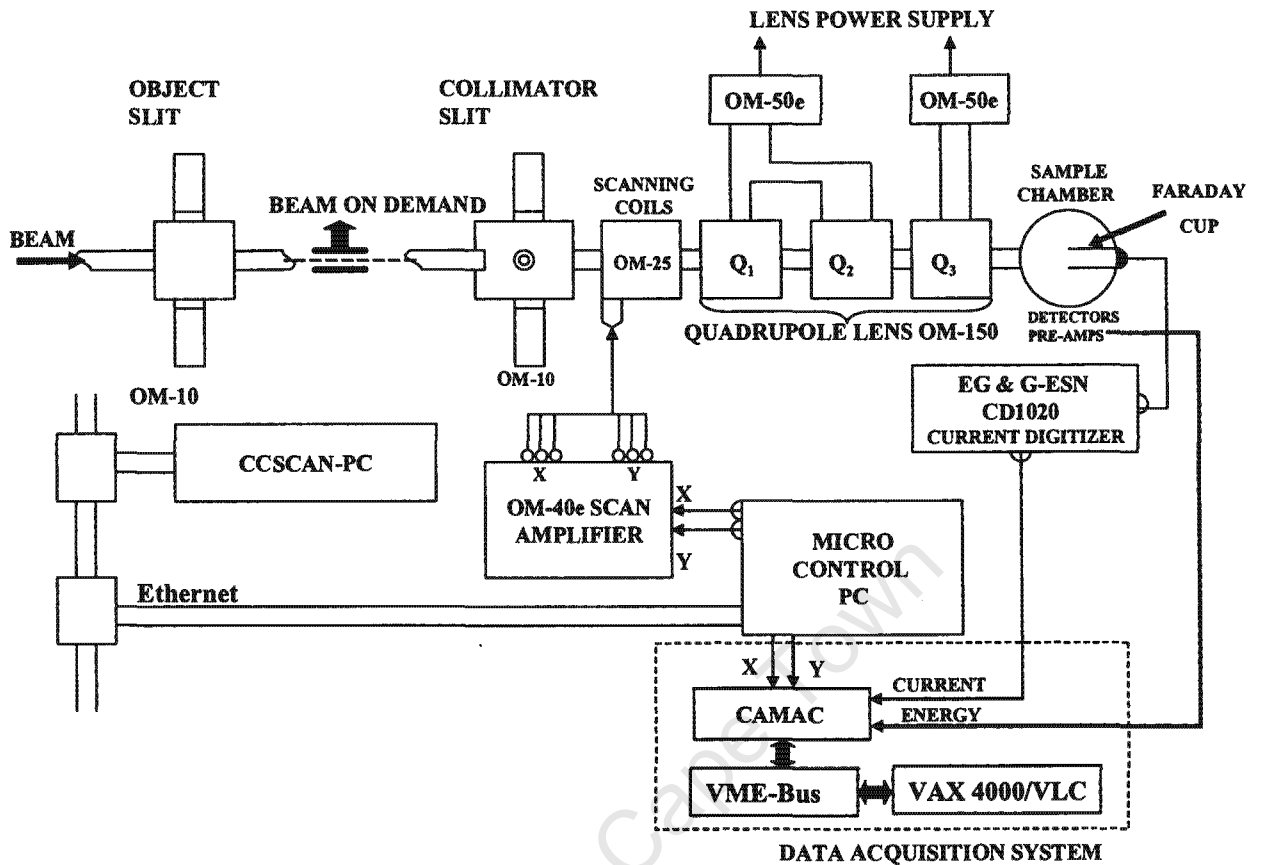 LENS POWER SUPPLY
OBJECT
SLIT
COLLIMATOR
SLIT
OM-50e
OM-50e
SCANNING
COILS
SAMPLE
CHAMBER
FARADAY
CUP
BEAM ON DEMAND
BEAM
OM-25
Q1
Q2
Q3
QUADRUPOLE LENS OM-150
DETECTORS
PRE-AMPS
OM-10
OM-10
EG & G-ESN
CD1020
CURRENT DIGITIZER
CCSCAN-PC
X
Y
OM-40e SCAN
AMPLIFIER
X
Y
MICRO
CONTROL
PC
Ethernet
X
Y
CURRENT
CAMAC
ENERGY
VME-Bus
VAX 4000/VLC
DATA ACQUISITION SYSTEM
Cape Town